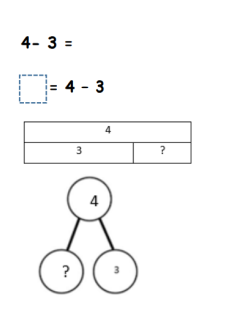 4- 3 =
= 4 - 3
4
3 ?
4
? 3